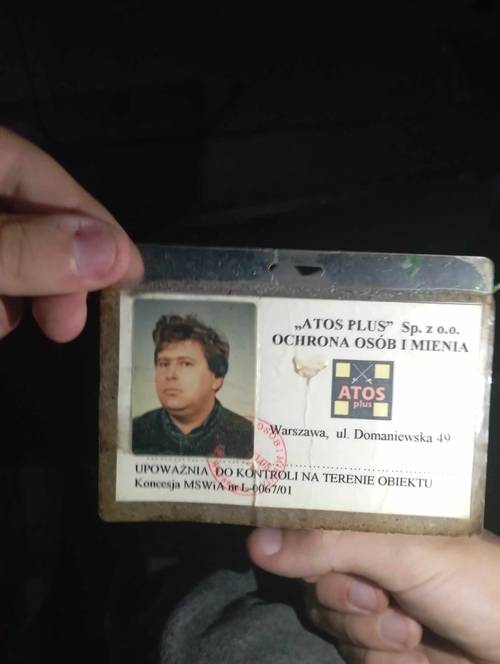 „ATOS PLUS” Sp. z o.o.
OCHRONA OSÓB I MIENIA
ATOS
plus
Warszawa, ul. Domaniewska 49
UPOWAŻNIA DO KONTROLI NA TERENIE OBIEKTU
Koncesja MSWiA nr L-0067/01